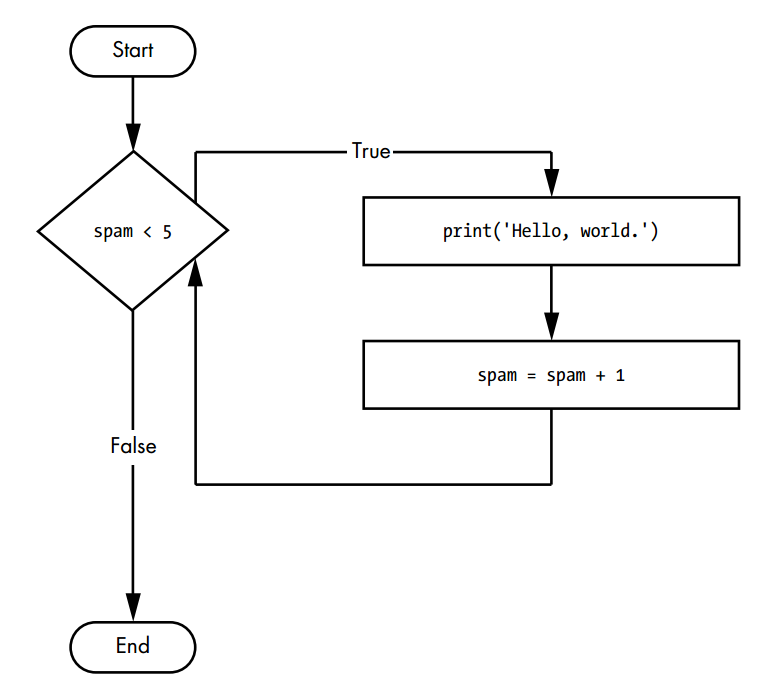 Start
True
spam < 5
print('Hello, world.')
spam = spam + 1
False
End